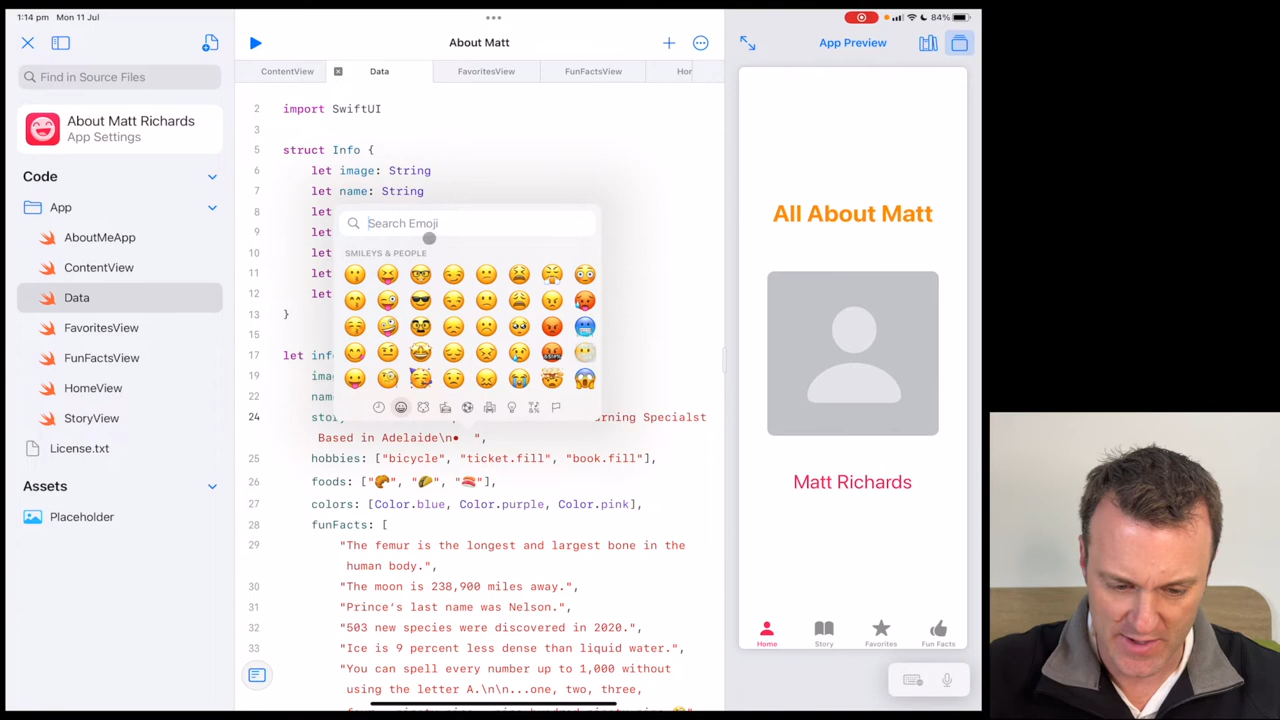 1:14 pm Mon 11 Jul
84%
Find in Source Files
About Matt Richards
App Settings
Code
App
AboutMeApp
ContentView
Data
FavoritesView
FunFactsView
HomeView
StoryView
License.txt
Assets
Placeholder
About Matt
ContentView
Data
FavoritesView
FunFactsView
Hor
2 import SwiftUI
3
5 struct Info {
6 let image: String
7 let name: String
8 let
9 let
10 let
11 let
12 let
13 }
15
17 let info
19
23
24 rning Specialst
Based in Adelaide\n• ",
25 hobbies: ["bicycle", "ticket.fill", "book.fill"],
26 foods: ["🥐", "🌮", "🍣"],
27 colors: [Color.blue, Color.purple, Color.pink],
28 funFacts: [
29 "The femur is the longest and largest bone in the
human body.",
30 "The moon is 238,900 miles away.",
31 "Prince's last name was Nelson.",
32 "503 new species were discovered in 2020.",
33 "Ice is 9 percent less dense than liquid water.",
"You can spell every number up to 1,000 without
using the letter A.\n\n...one, two, three,
Search Emoji
SMILEYS & PEOPLE
App Preview
All About Matt
Matt Richards
Home
Story
Favorites
Fun Facts